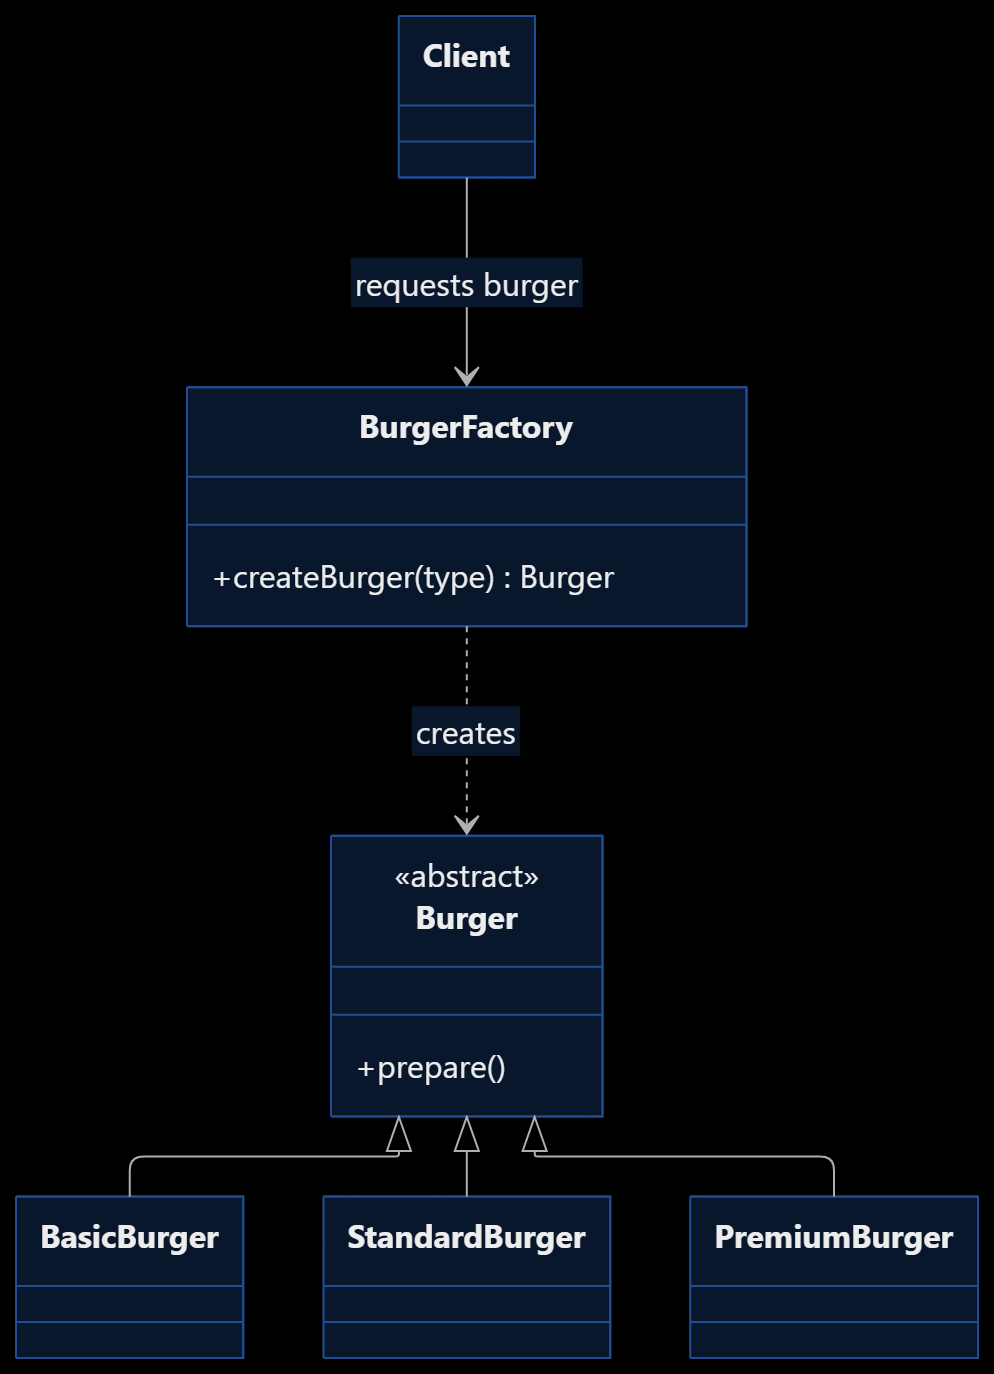 Client
requests burger
BurgerFactory
+createBurger(type) : Burger
creates
«abstract»
Burger
+prepare()
BasicBurger
StandardBurger
PremiumBurger